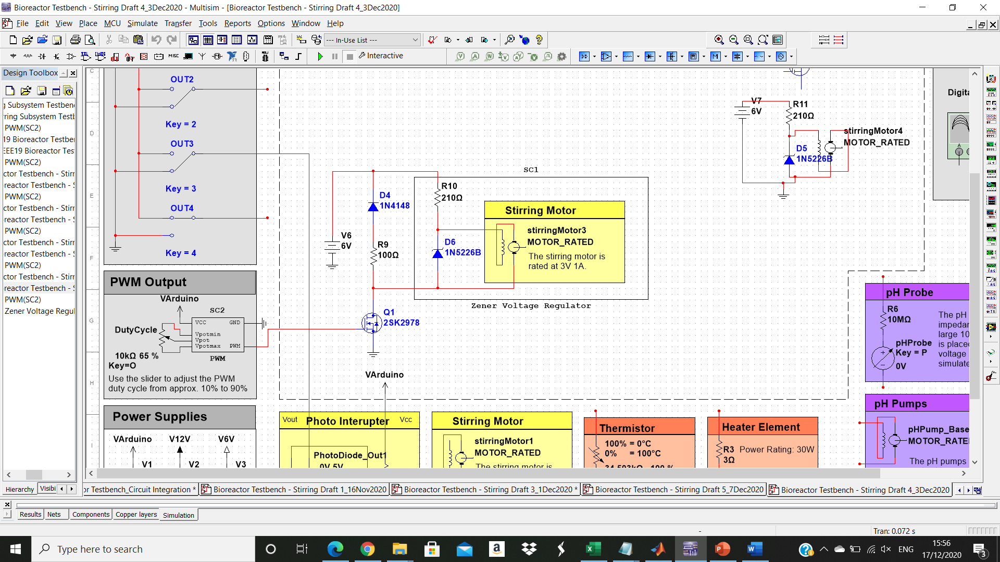 Bioreactor Testbench - Stirring Draft 4_3Dec2020 - Multisim - [Bioreactor Testbench - Stirring Draft 4_3Dec2020]
File Edit View Place MCU Simulate Transfer Tools Reports Options Window Help
--- In-Use List ---
MISC
Interactive
Design Toolbox
g Subsystem Testben
rring Subsystem Testb
PWM(SC2)
19 Bioreactor Testber
EEE19 Bioreactor Tes
PWM(SC2)
ctor Testbench - Stirr
reactor Testbench - S
PWM(SC2)
ctor Testbench - Stirr
reactor Testbench - S
PWM(SC2)
ctor Testbench - Stirr
reactor Testbench - S
PWM(SC2)
ctor Testbench - Stirr
reactor Testbench - S
PWM(SC2)
Zener Voltage Regul
Hierarchy Visibi
C
D
E
F
G
H
I
OUT2
Key = 2
OUT3
Key = 3
OUT4
Key = 4
PWM Output
VArduino
SC2
DutyCycle
VCC GND
Vpotmin
Vpot
Vpotmax PWM
PWM
10kΩ 65 %
Key=O
Use the slider to adjust the PWM
duty cycle from approx. 10% to 90%
Power Supplies
VArduino V12V V6V
V1 V2 V3
V6
6V
D4
1N4148
R9
100Ω
Q1
2SK2978
VArduino
SC1
R10
210Ω
D6
1N5226B
Stirring Motor
stirringMotor3
MOTOR_RATED
The stirring motor is
rated at 3V 1A.
Zener Voltage Regulator
V7
6V
R11
210Ω
D5
1N5226B
stirringMotor4
MOTOR_RATED
Digita
A
pH Probe
R6
10MΩ
The pH
impedar
large 10
is placed
voltage
simulate
pHProbe
Key = P
0V
pH Pumps
pHPump_Base
MOTOR_RATE
The pH pumps
Vout Photo Interupter Vcc
PhotoDiode_Out1
0V 5V
Stirring Motor
stirringMotor1
MOTOR_RATED
The stirring motor is
Thermistor
100% = 0°C
0% = 100°C
Heater Element
R3 Power Rating: 30W
3Ω
or Testbench_Circuit Integration *
Bioreactor Testbench - Stirring Draft 1_16Nov2020
Bioreactor Testbench - Stirring Draft 3_1Dec2020 *
Bioreactor Testbench - Stirring Draft 5_7Dec2020
Bioreactor Testbench - Stirring Draft 4_3Dec2020
Results Nets Components Copper layers Simulation
-
Tran: 0.072 s
Type here to search
ENG
15:56
17/12/2020
3